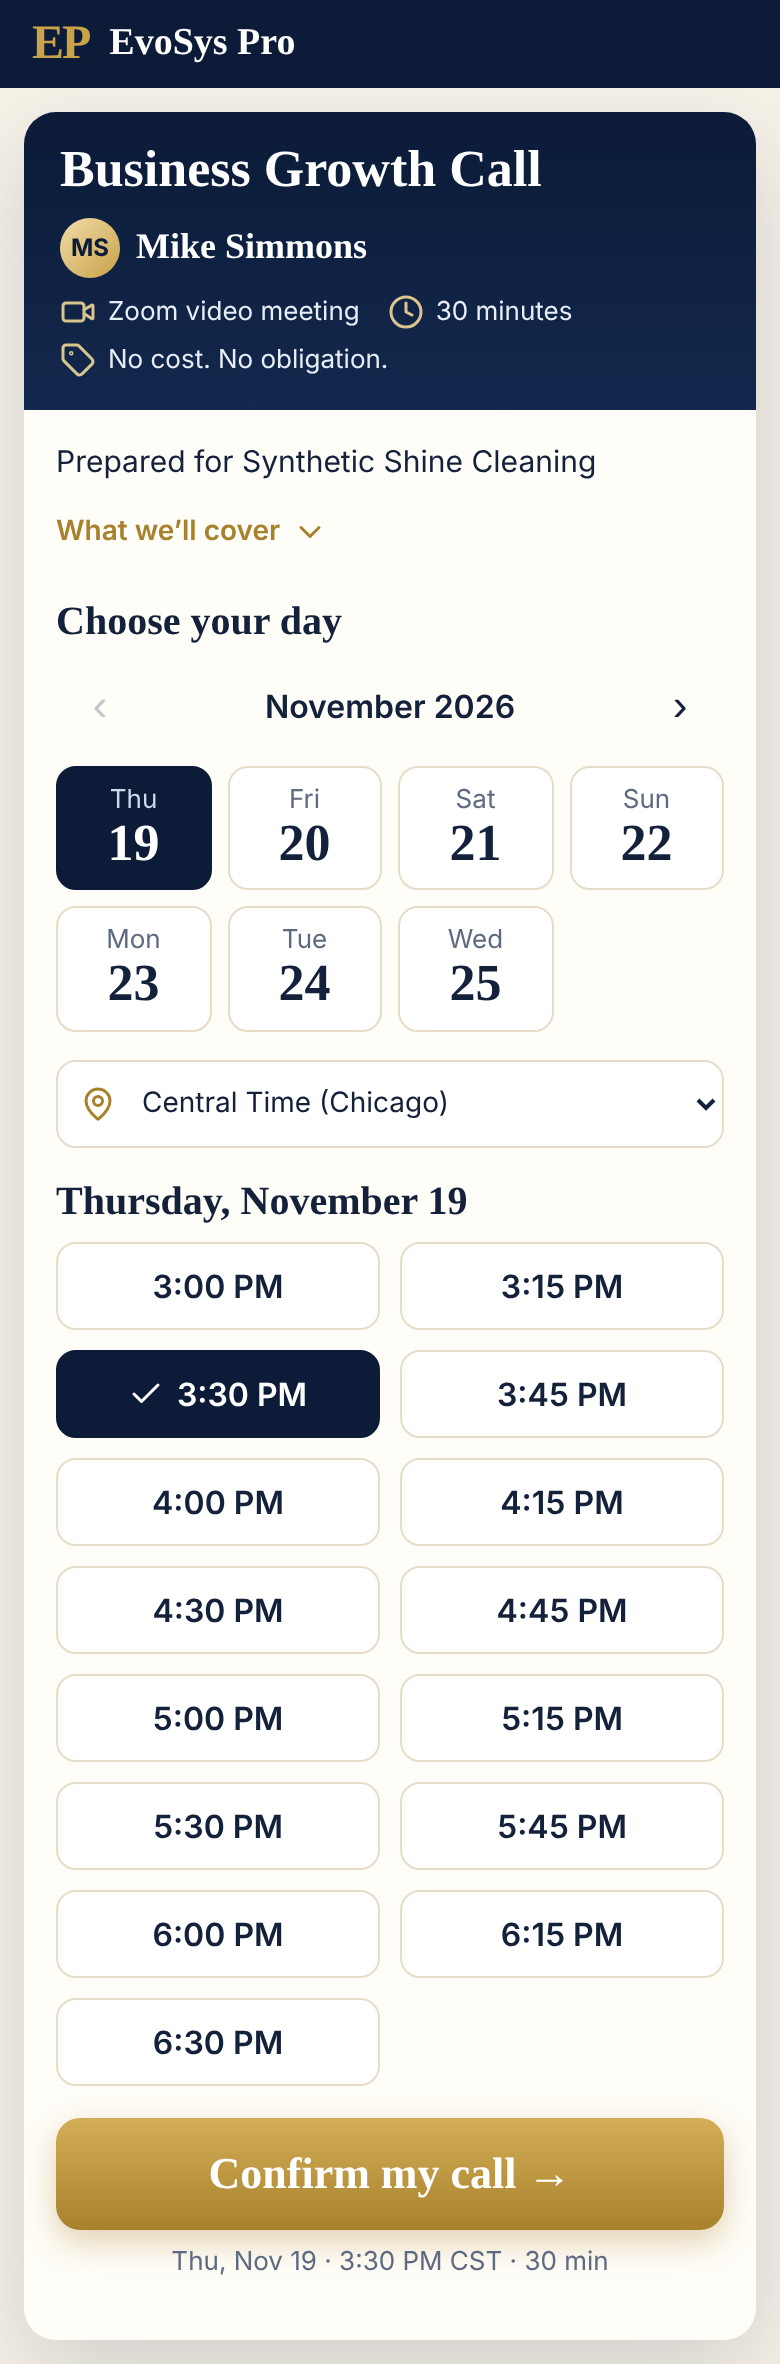 EP EvoSys Pro
Business Growth Call
MS Mike Simmons
Zoom video meeting 30 minutes
No cost. No obligation.
Prepared for Synthetic Shine Cleaning
What we’ll cover
Choose your day
‹ November 2026 ›
Thu Fri Sat Sun
19 20 21 22
Mon Tue Wed
23 24 25
Central Time (Chicago)
Thursday, November 19
3:00 PM 3:15 PM
✓ 3:30 PM 3:45 PM
4:00 PM 4:15 PM
4:30 PM 4:45 PM
5:00 PM 5:15 PM
5:30 PM 5:45 PM
6:00 PM 6:15 PM
6:30 PM
Confirm my call →
Thu, Nov 19 · 3:30 PM CST · 30 min